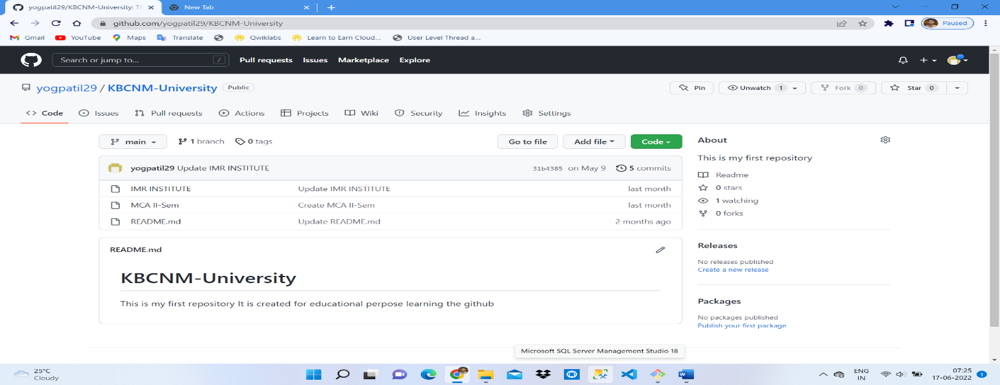 yogpatil29/KBCNM-University: Th
New Tab
github.com/yogpatil29/KBCNM-University
Paused
Gmail YouTube Maps Translate Qwiklabs Learn to Earn Cloud... User Level Thread a...
Search or jump to... /
Pull requests Issues Marketplace Explore
yogpatil29 / KBCNM-University Public
Pin Unwatch 1 Fork 0 Star 0
Code Issues Pull requests Actions Projects Wiki Security Insights Settings
main 1 branch 0 tags
Go to file Add file Code
yogpatil29 Update IMR INSTITUTE 31b4385 on May 9 5 commits
IMR INSTITUTE Update IMR INSTITUTE last month
MCA II-Sem Create MCA II-Sem last month
README.md Update README.md 2 months ago
README.md
KBCNM-University
This is my first repository It is created for educational perpose learning the github
About
This is my first repository
Readme
0 stars
1 watching
0 forks
Releases
No releases published
Create a new release
Packages
No packages published
Publish your first package
Microsoft SQL Server Management Studio 18
25°C
Cloudy
ENG
IN
07:25
17-06-2022
1